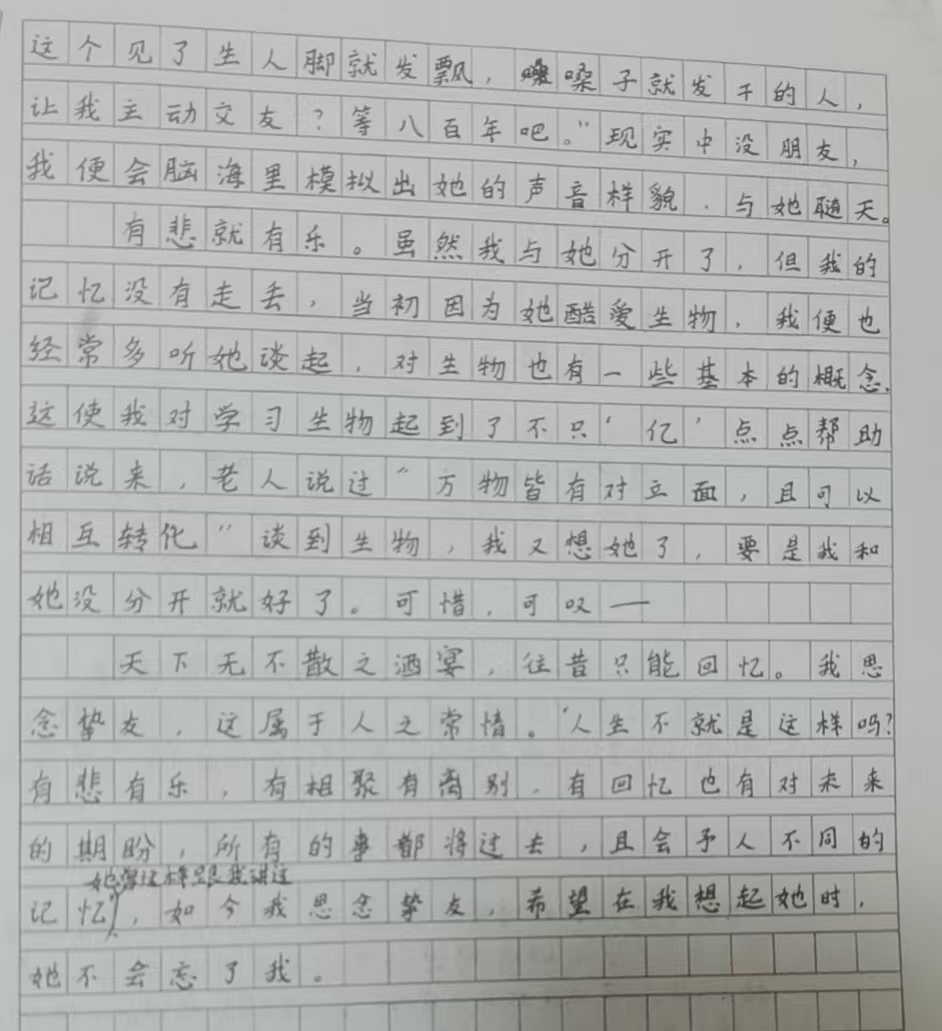 这个见了生人脚就发飘，嗓子就发干的人，
让我主动交友？等八百年吧。”现实中没朋友，
我便会脑海里模拟出她的声音样貌，与她聊天。
有悲就有乐。虽然我与她分开了，但我的
记忆没有走丢，当初因为她酷爱生物，我便也
经常多听她谈起，对生物也有一些基本的概念，
这使我对学习生物起到了不只‘亿’点点帮助
话说来，老人说过“万物皆有对立面，且可以
相互转化”谈到生物，我又想她了，要是我和
她没分开就好了。可惜，可叹——
天下无不散之酒宴，往昔只能回忆。我思
念挚友，这属于人之常情。“人生不就是这样吗？
有悲有乐，有相聚有离别，有回忆也有对未来
的期盼，所有的事都将过去，且会予人不同的
她曾这样跟我讲过
记忆”，如今我思念挚友，希望在我想起她时，
她不会忘了我。